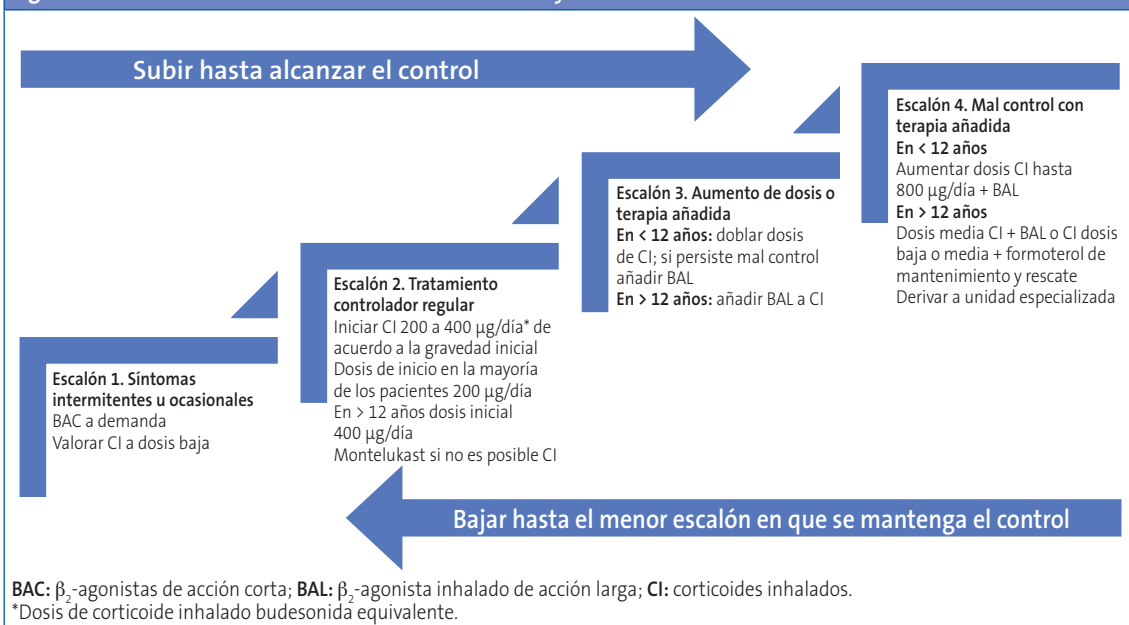 Subir hasta alcanzar el control
Escalón 1. Síntomas
intermitentes u ocasionales
BAC a demanda
Valorar CI a dosis baja
Escalón 2. Tratamiento
controlador regular
Iniciar CI 200 a 400 µg/día* de
acuerdo a la gravedad inicial
Dosis de inicio en la mayoría
de los pacientes 200 µg/día
En > 12 años dosis inicial
400 µg/día
Montelukast si no es posible CI
Escalón 3. Aumento de dosis o
terapia añadida
En < 12 años: doblar dosis
de CI; si persiste mal control
añadir BAL
En > 12 años: añadir BAL a CI
Escalón 4. Mal control con
terapia añadida
En < 12 años
Aumentar dosis CI hasta
800 µg/día + BAL
En > 12 años
Dosis media CI + BAL o CI dosis
baja o media + formoterol de
mantenimiento y rescate
Derivar a unidad especializada
Bajar hasta el menor escalón en que se mantenga el control
BAC: β₂-agonistas de acción corta; BAL: β₂-agonista inhalado de acción larga; CI: corticoides inhalados.
*Dosis de corticoide inhalado budesonida equivalente.